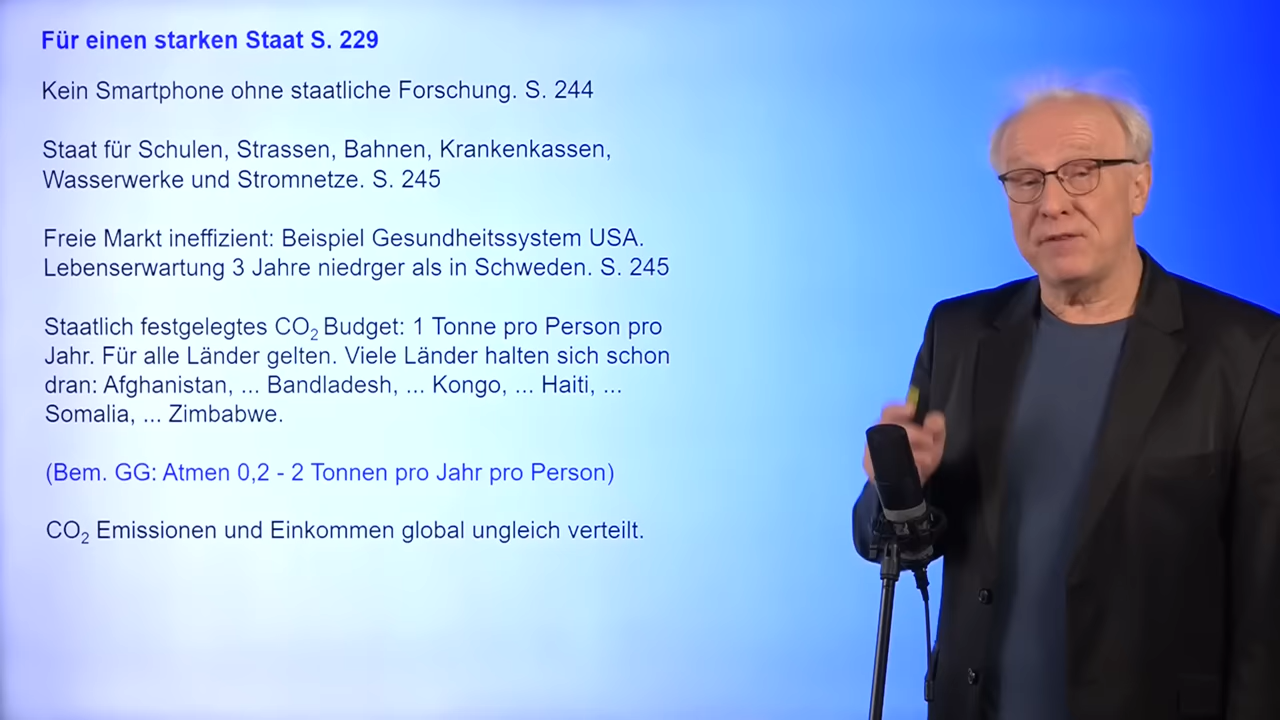 Für einen starken Staat S. 229
Kein Smartphone ohne staatliche Forschung. S. 244
Staat für Schulen, Strassen, Bahnen, Krankenkassen,
Wasserwerke und Stromnetze. S. 245
Freie Markt ineffizient: Beispiel Gesundheitssystem USA.
Lebenserwartung 3 Jahre niedrger als in Schweden. S. 245
Staatlich festgelegtes CO₂ Budget: 1 Tonne pro Person pro
Jahr. Für alle Länder gelten. Viele Länder halten sich schon
dran: Afghanistan, ... Bandladesh, ... Kongo, ... Haiti, ...
Somalia, ... Zimbabwe.
(Bem. GG: Atmen 0,2 - 2 Tonnen pro Jahr pro Person)
CO₂ Emissionen und Einkommen global ungleich verteilt.